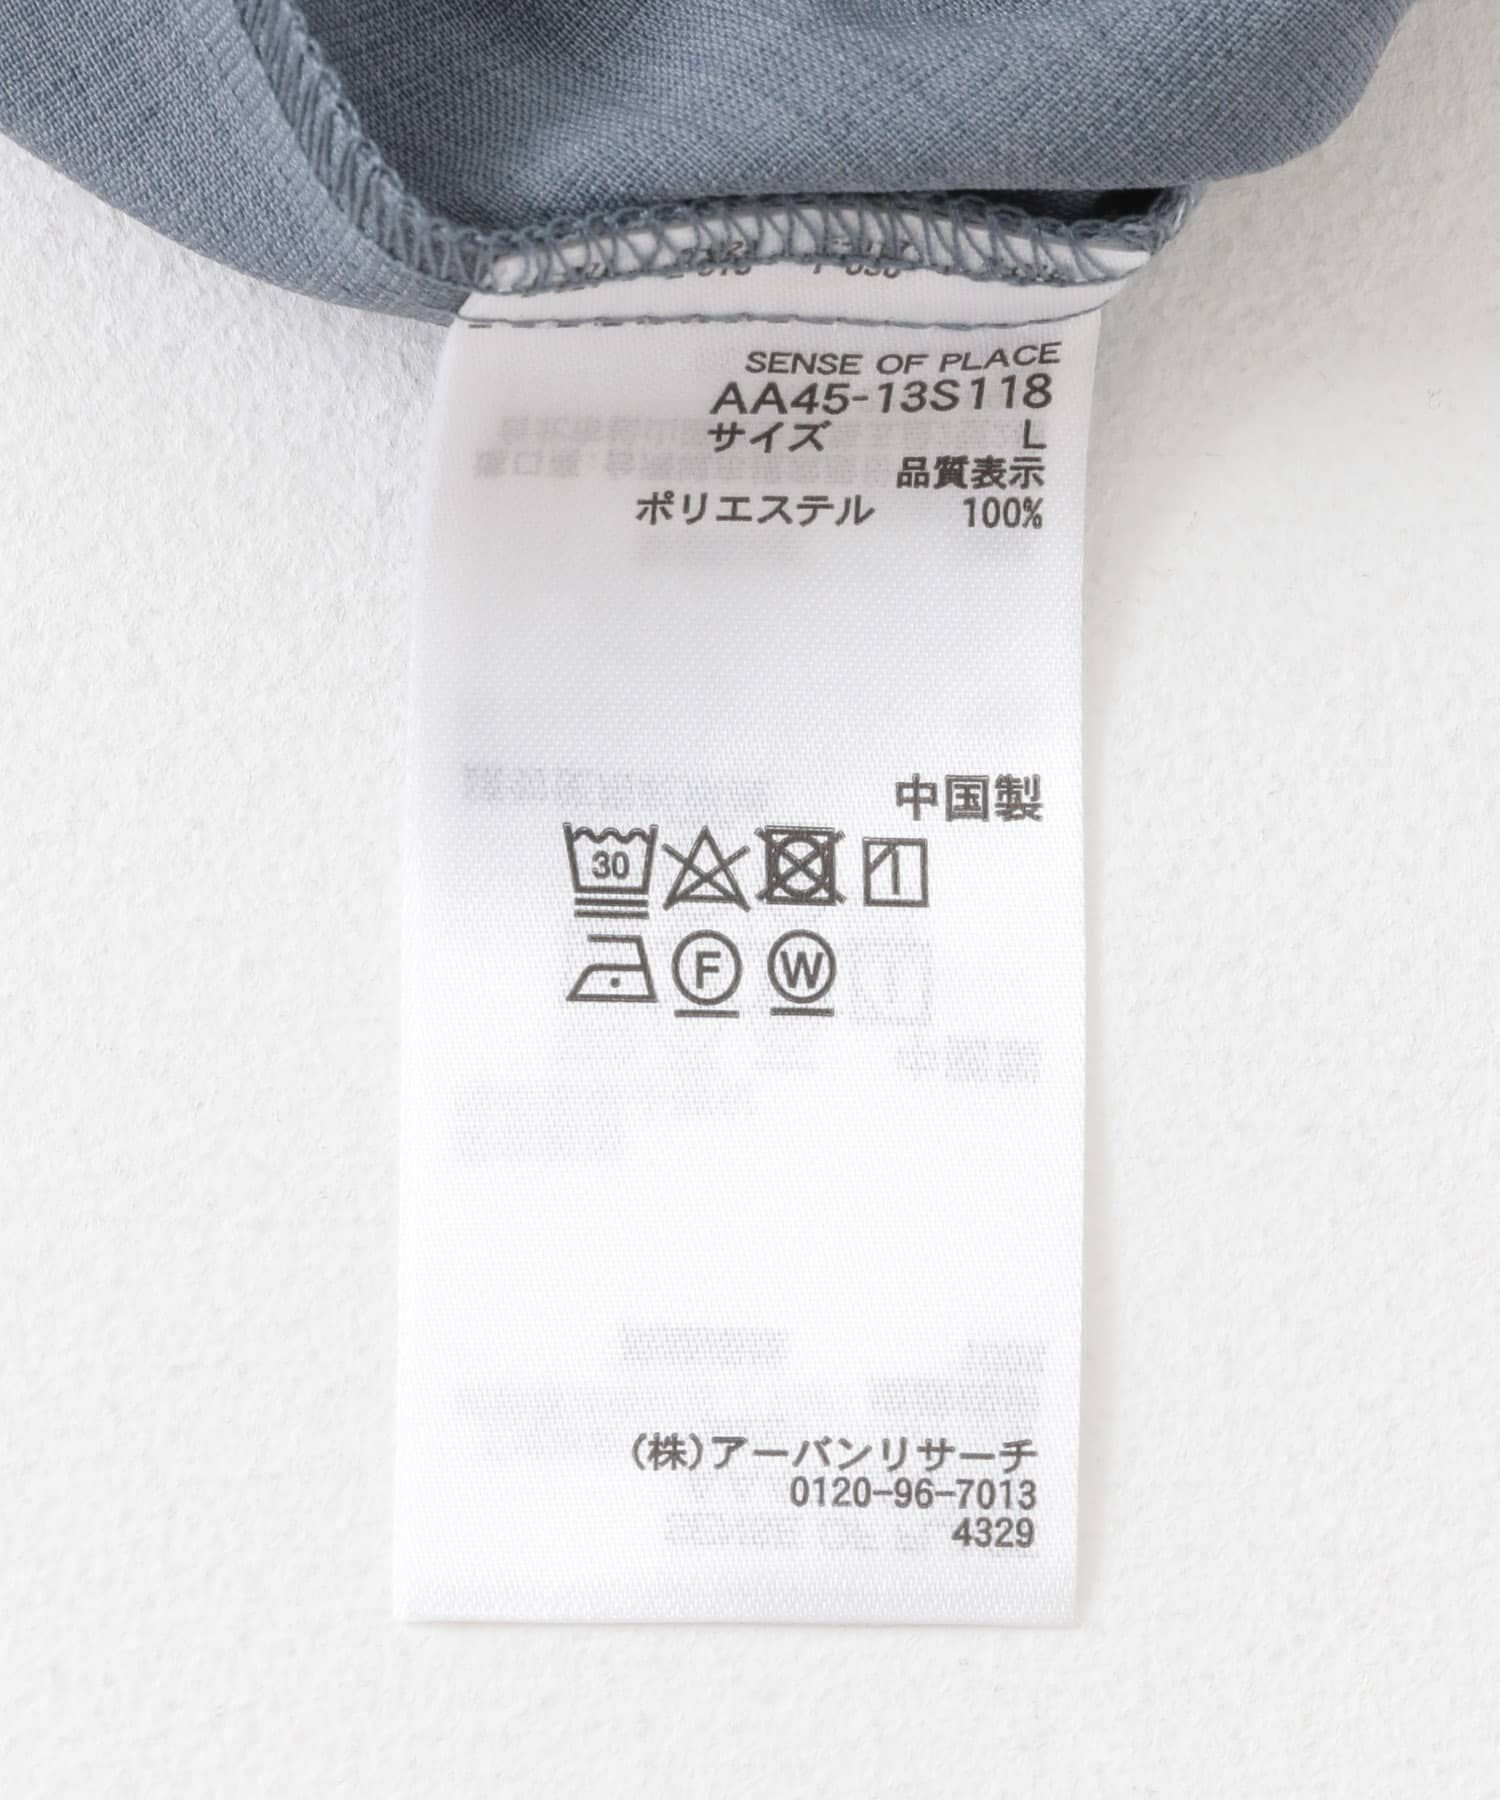 SENSE OF PLACE
AA45-13S118
サイズ L
品質表示
ポリエステル 100%
中国製
30
F W
(株)アーバンリサーチ
0120-96-7013
4329